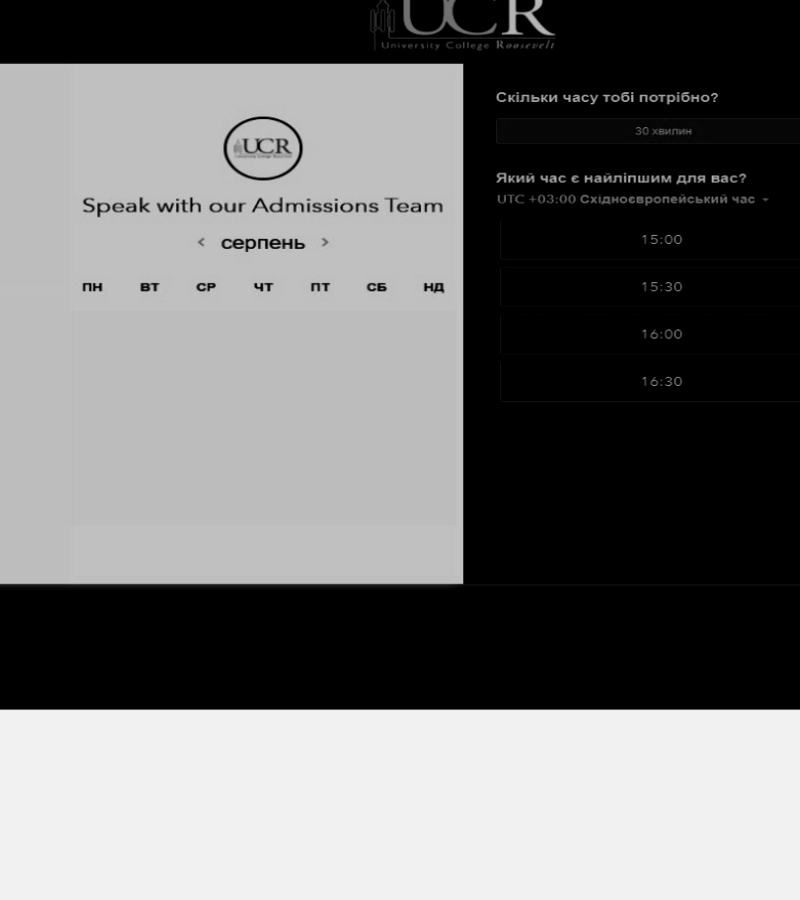 UCR
University College Roosevelt
UCR
Speak with our Admissions Team
< серпень >
ПН ВТ СР ЧТ ПТ СБ НД
Скільки часу тобі потрібно?
30 хвилин
Який час є найліпшим для вас?
UTC +03:00 Східноєвропейський час
15:00
15:30
16:00
16:30